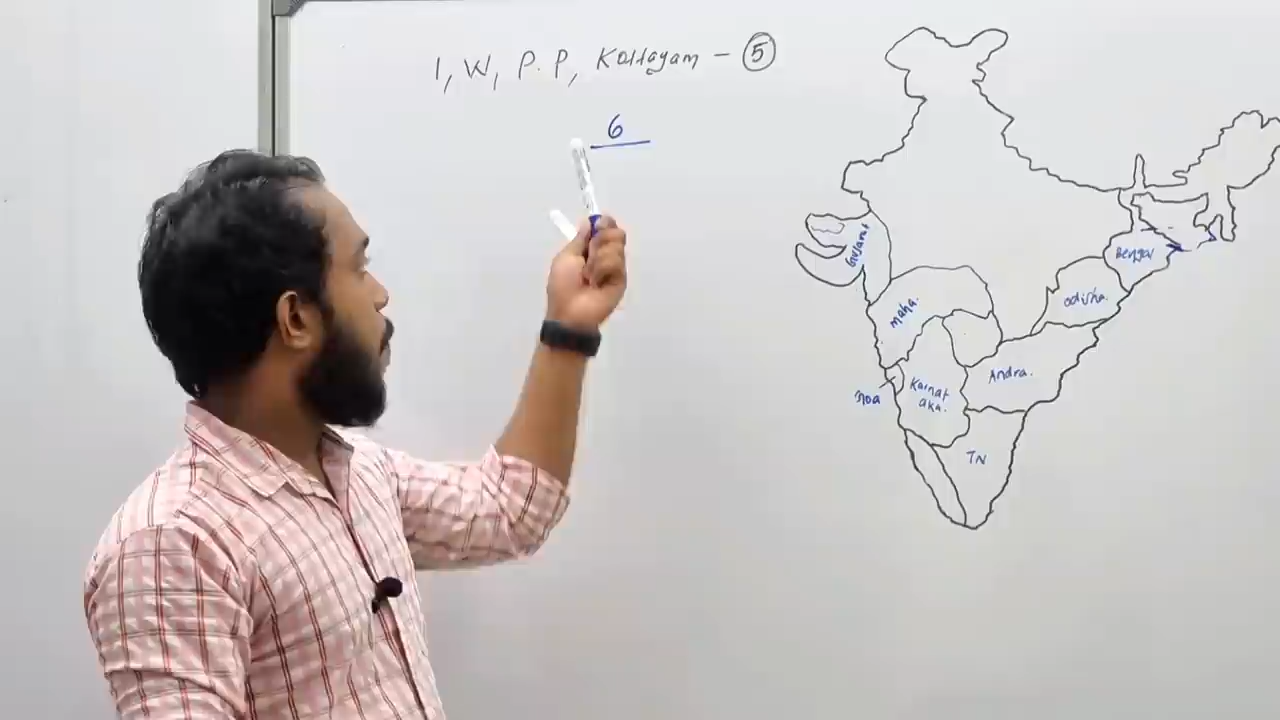 I, W, P.P, Kottayam - 5
6
Gujarat
Bengal
odisha.
maha.
Andra.
Karnat
aka.
Goa
TN